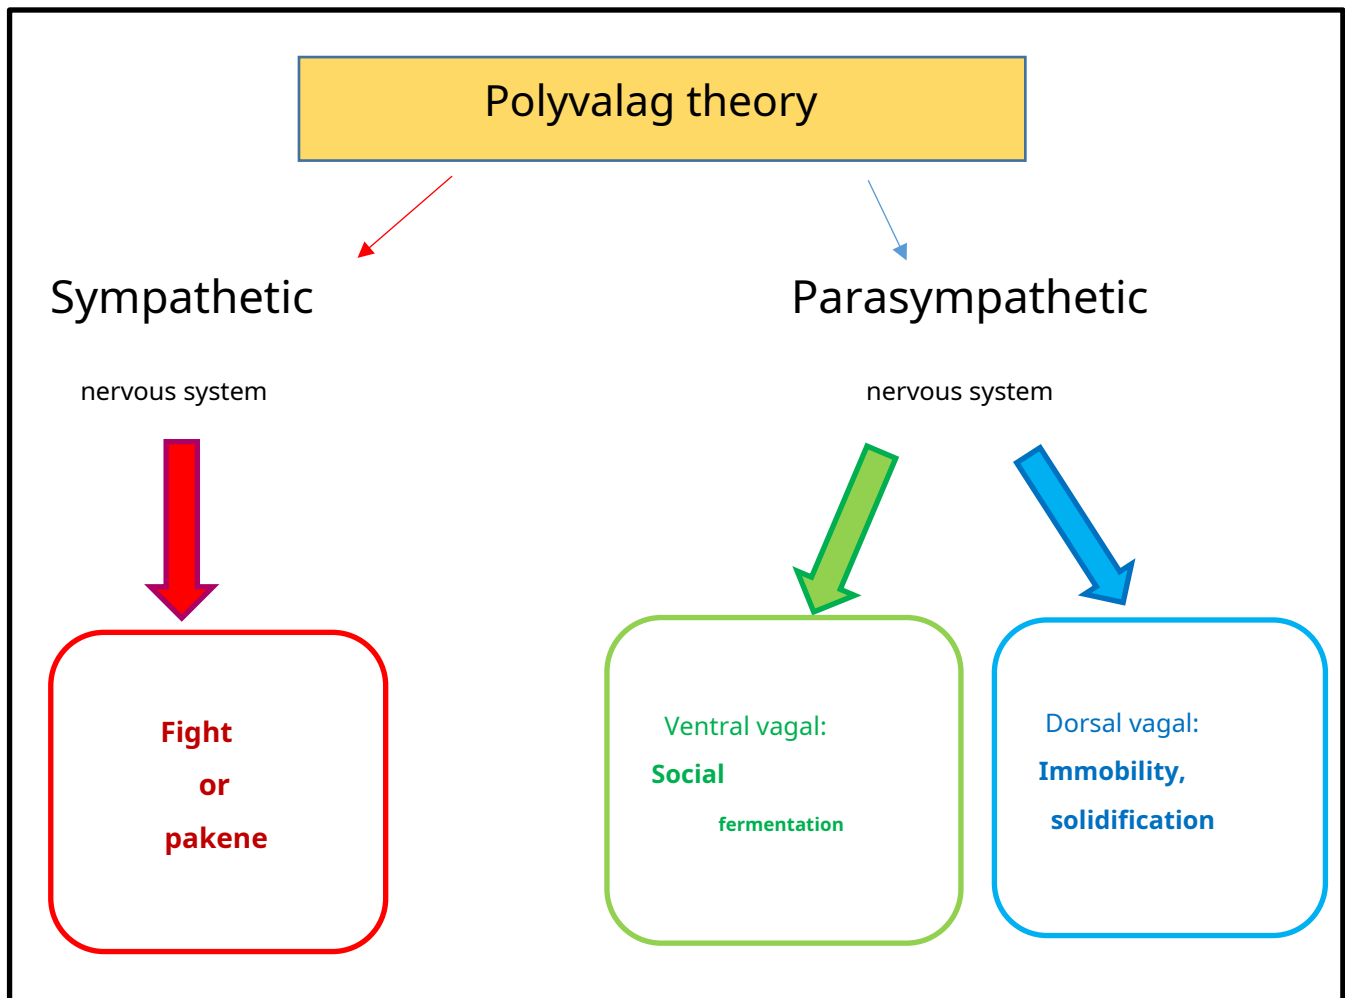 Polyvalag theory
Sympathetic
nervous system
Parasympathetic
nervous system
Fight
or
pakene
Ventral vagal:
Social
fermentation
Dorsal vagal:
Immobility,
solidification